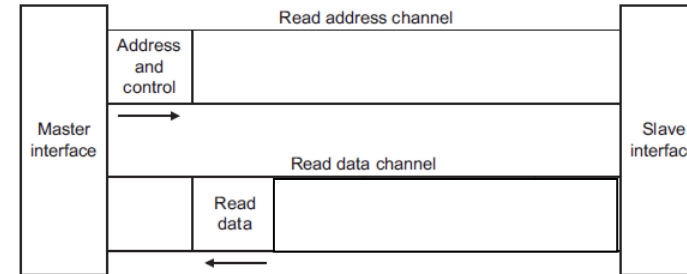 Read address channel
Address
and
control
Master
interface
Slave
interfac
Read data channel
Read
data